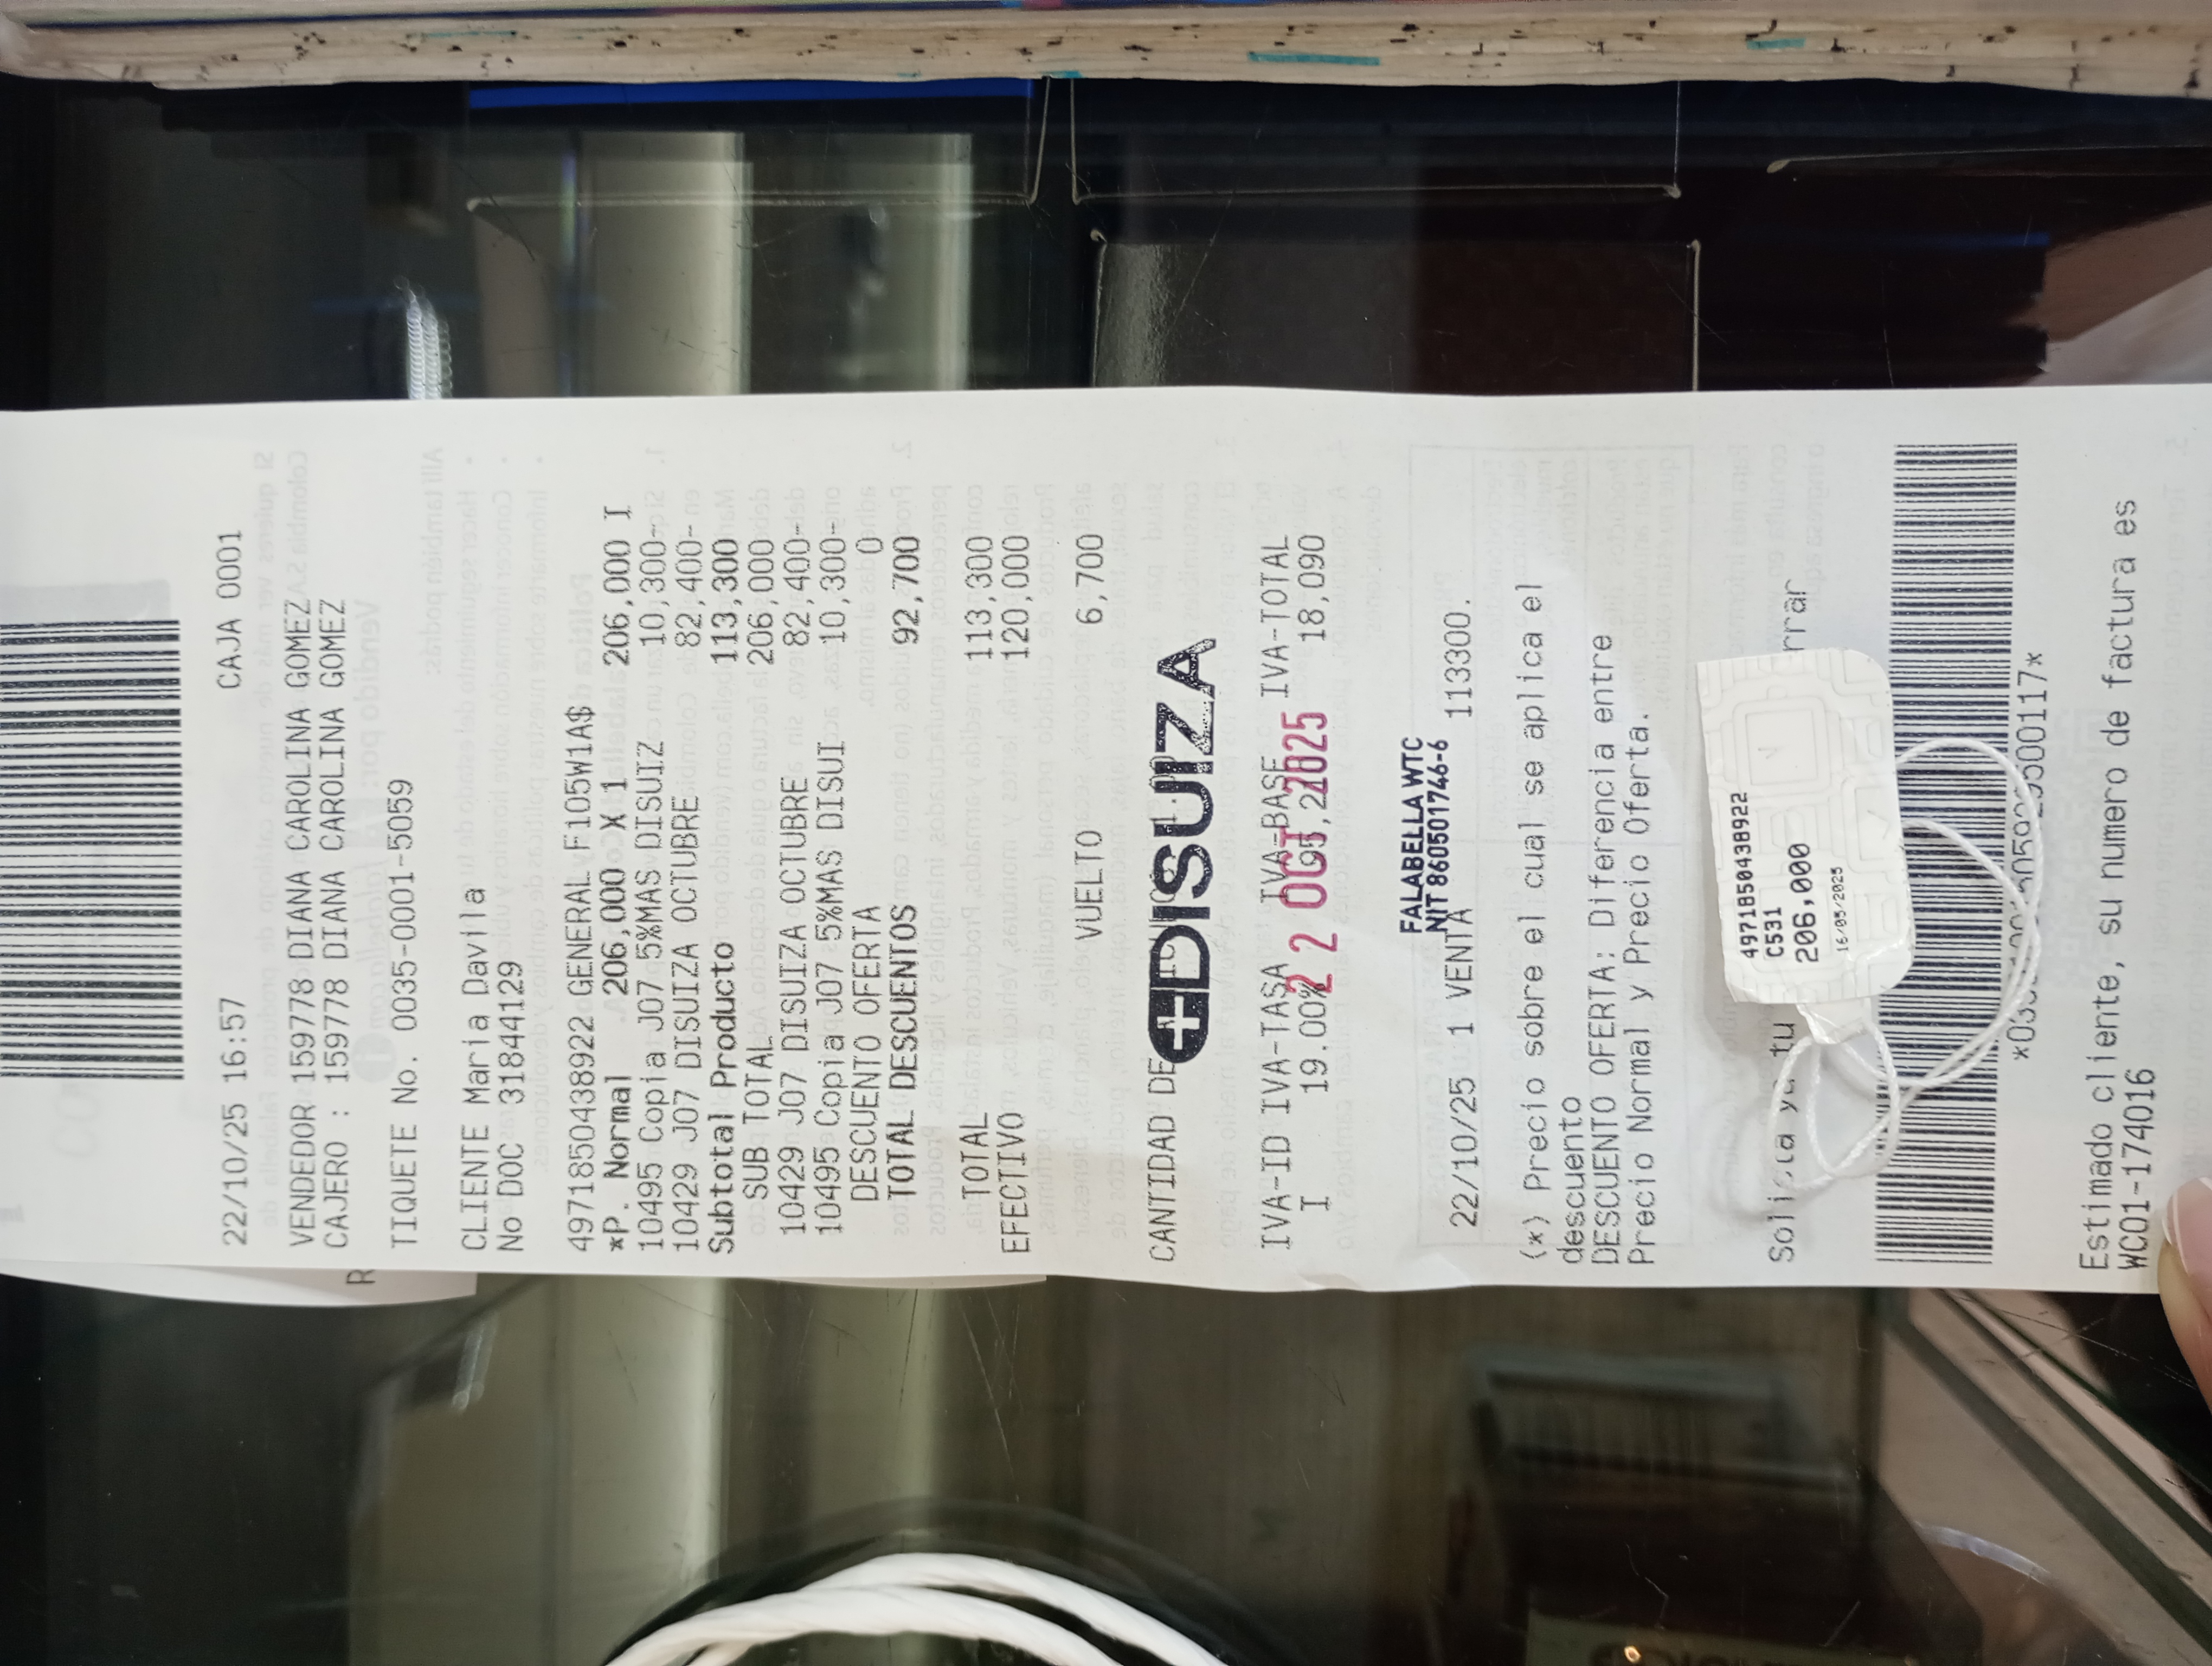 22/10/25 16:57 CAJA 0001
VENDEDOR 159778 DIANA CAROLINA GOMEZ
CAJERO : 159778 DIANA CAROLINA GOMEZ
R
TIQUETE No. 0035-0001-5059
CLIENTE Maria Davila
No DOC 31844129
4971850438922 GENERAL F105W1A$
*P. Normal 206,000 X 1 206,000 I
10495 Copia J07 5%MAS DISUIZ 10,300-
10429 J07 DISUIZA OCTUBRE 82,400-
Subtotal Producto 113,300
SUB TOTAL 206,000
10429 J07 DISUIZA OCTUBRE 82,400-
10495 Copia J07 5%MAS DISUI 10,300-
DESCUENTO OFERTA 0
TOTAL DESCUENTOS 92,700
TOTAL 113,300
EFECTIVO 120,000
VUELTO 6,700
CANTIDAD DE
DISUIZA
IVA-ID IVA-TASA IVA-BASE IVA-TOTAL
I 19.00% 18,090
22 OCT 2025
FALABELLA WTC
NIT 860501746-6
22/10/25 1 VENTA 113300.
(*) Precio sobre el cual se aplica el
descuento
DESCUENTO OFERTA: Diferencia entre
Precio Normal y Precio Oferta.
tu
4971850438922
C531
206,000
16/05/2025
Estimado cliente, su numero de factura es
WC01-174016